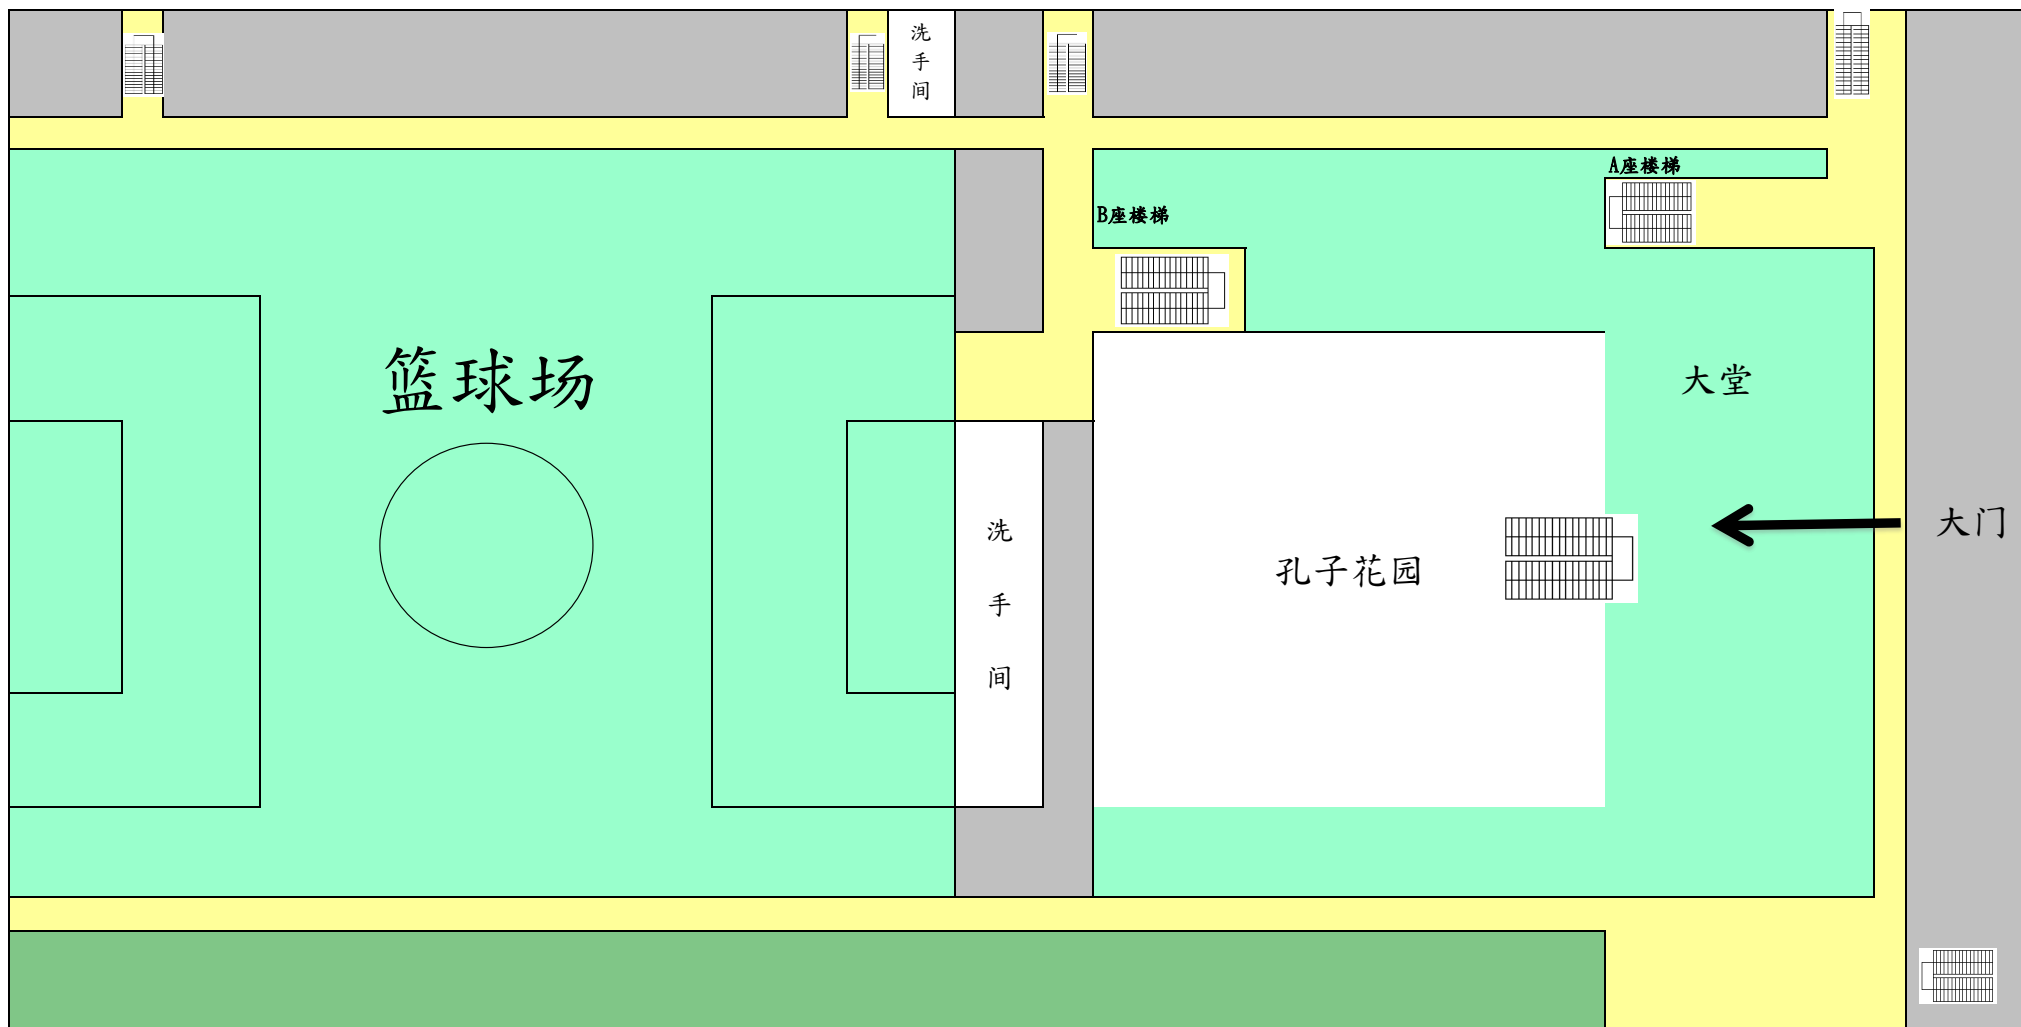 洗
手
间
A座楼梯
B座楼梯
篮球场
大堂
洗
手
间
孔子花园
大门